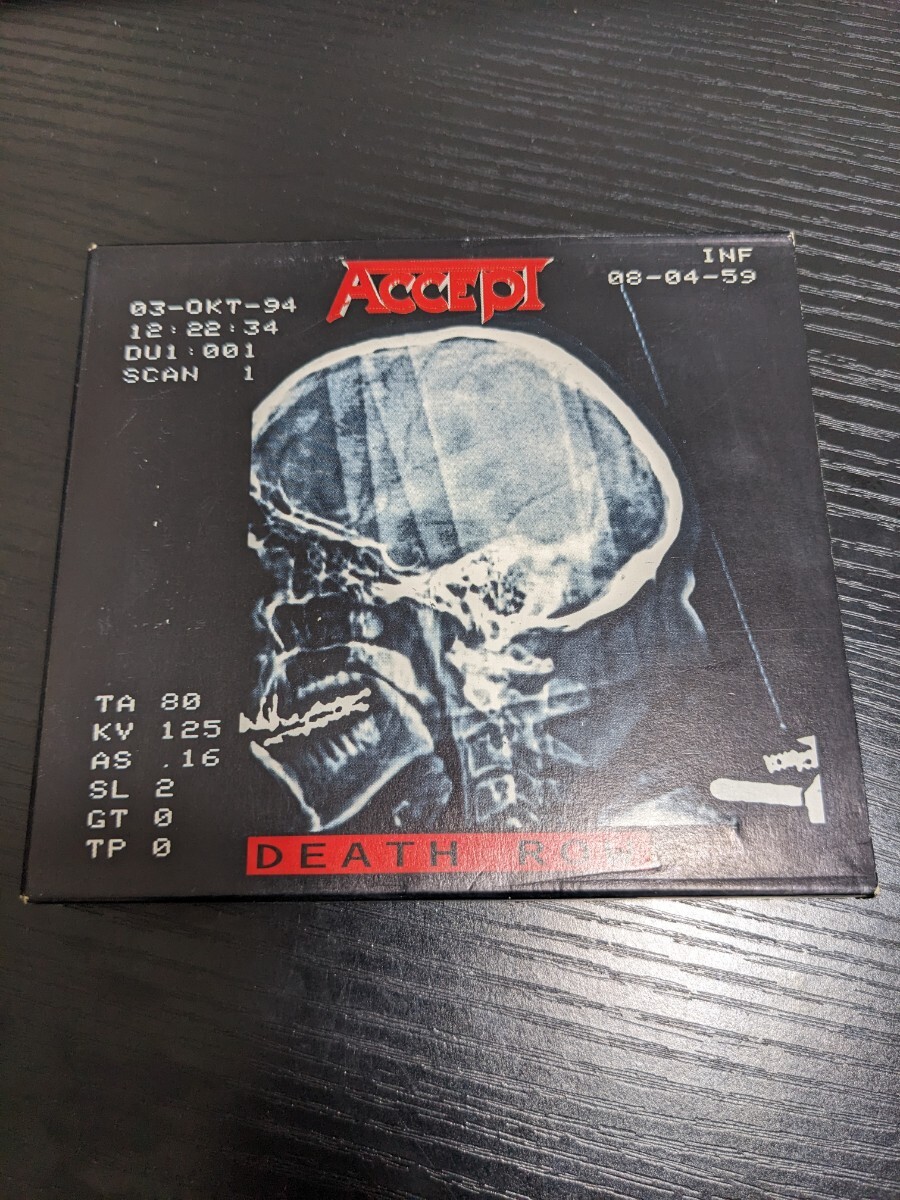 ACCEPT
INF
08-04-59
03-OKT-94
12:22:34
DU1:001
SCAN 1
TA 80
KV 125
AS .16
SL 2
GT 0
TP 0
DEATH ROW